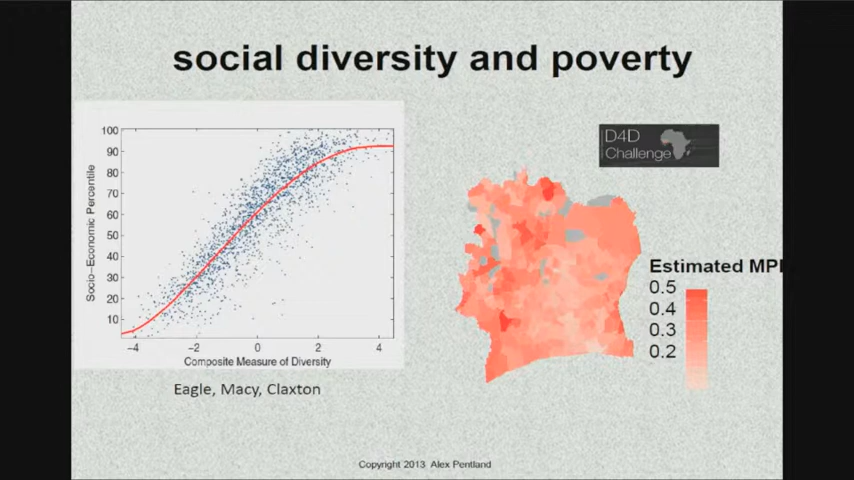 social diversity and poverty
100
90
80
70
60
50
40
30
20
10
Socio-Economic Percentile
-4
-2
0
2
4
Composite Measure of Diversity
Eagle, Macy, Claxton
D4D
Challenge
Estimated MPI
0.5
0.4
0.3
0.2
Copyright 2013 Alex Pentland